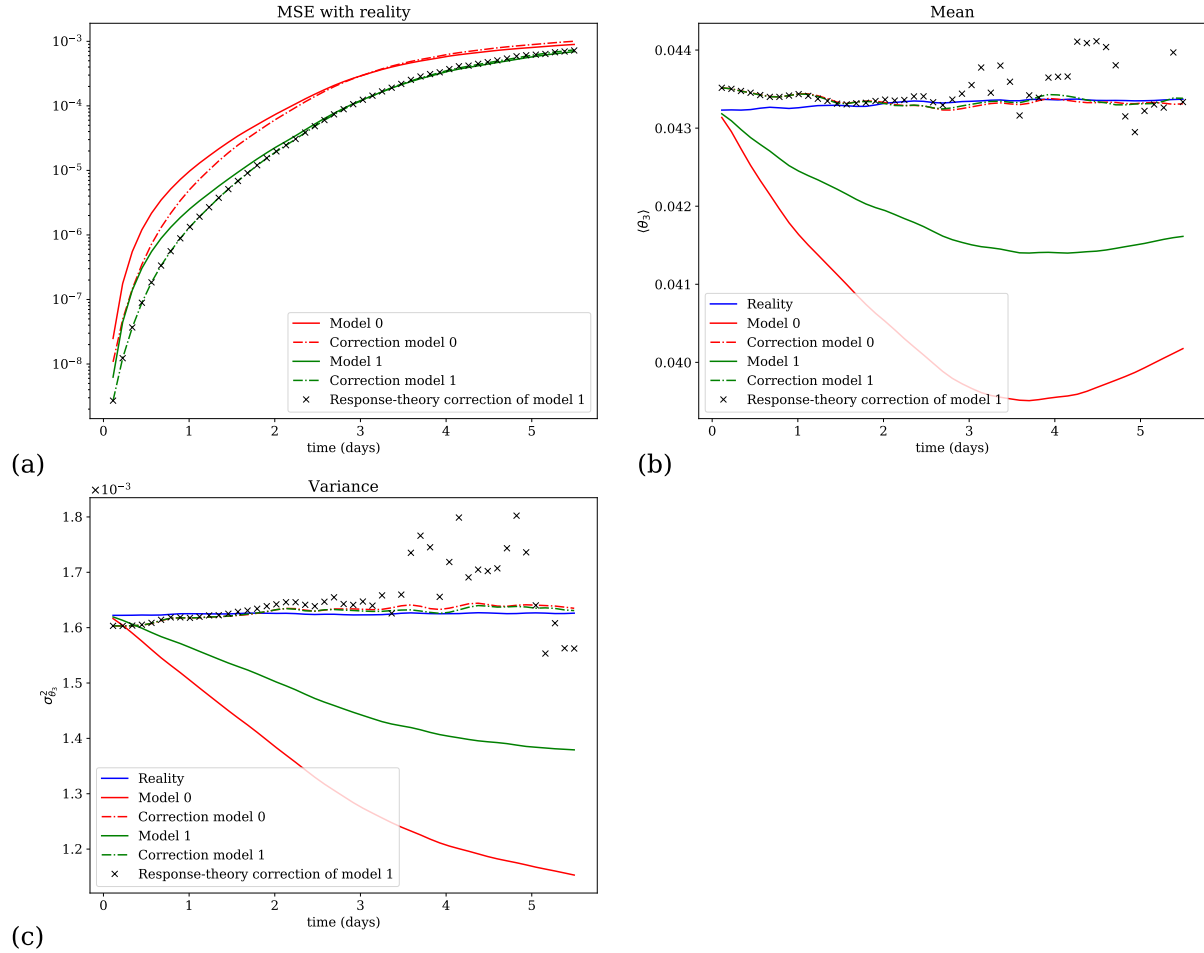 MSE with reality
10⁻³
10⁻⁴
10⁻⁵
10⁻⁶
10⁻⁷
10⁻⁸
Model 0
Correction model 0
Model 1
Correction model 1
Response-theory correction of model 1
0 1 2 3 4 5
time (days)
(a)
Mean
0.044
0.043
0.042
0.041
0.040
⟨θ₃⟩
Reality
Model 0
Correction model 0
Model 1
Correction model 1
Response-theory correction of model 1
0 1 2 3 4 5
time (days)
(b)
Variance
×10⁻³
1.8
1.7
1.6
1.5
1.4
1.3
1.2
σ²θ₃
Reality
Model 0
Correction model 0
Model 1
Correction model 1
Response-theory correction of model 1
0 1 2 3 4 5
time (days)
(c)